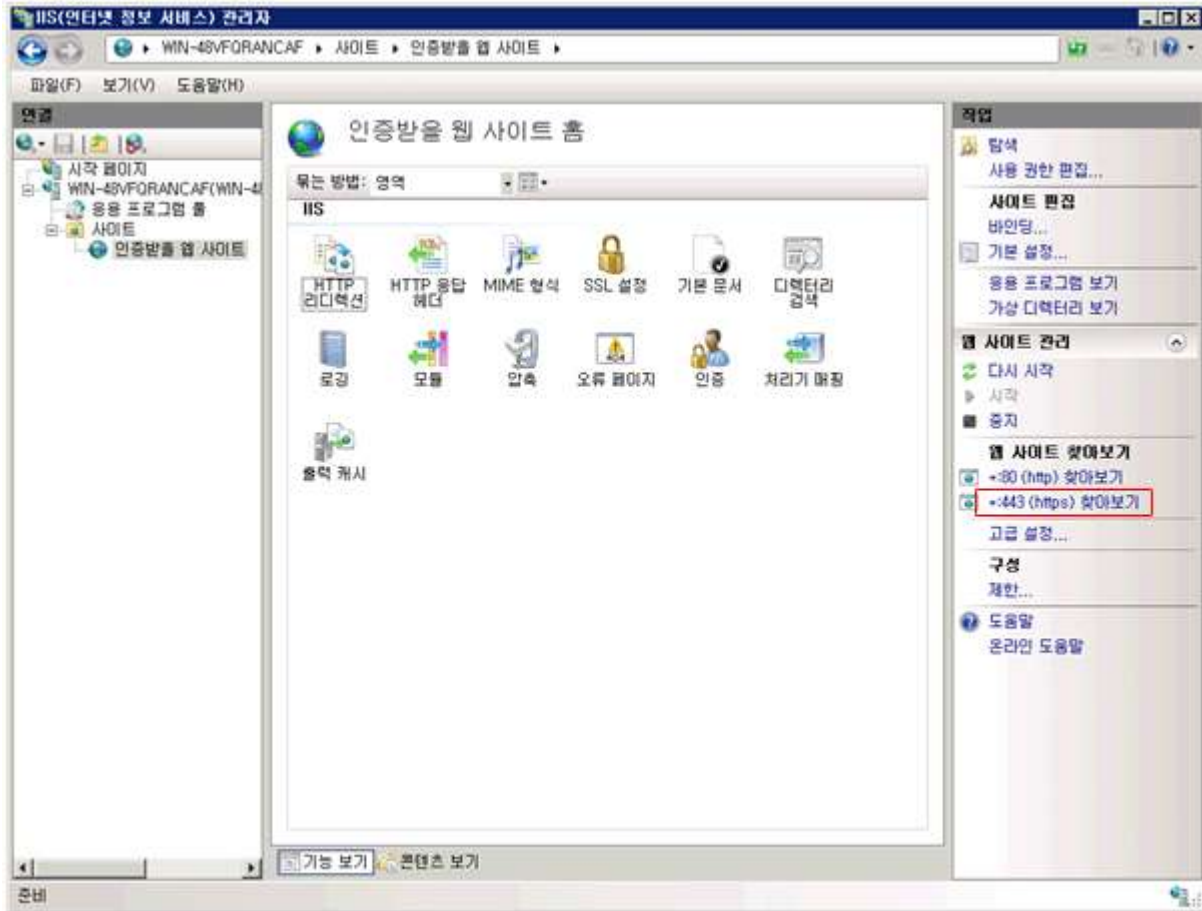 IIS(인터넷 정보 서비스) 관리자
WIN-48VFQRANCAF ▸ 사이트 ▸ 인증받을 웹 사이트 ▸
파일(F) 보기(V) 도움말(H)
연결
시작 페이지
WIN-48VFQRANCAF(WIN-48
응용 프로그램 풀
사이트
인증받을 웹 사이트
인증받을 웹 사이트 홈
묶는 방법: 영역
IIS
HTTP 리디렉션
HTTP 응답 헤더
MIME 형식
SSL 설정
기본 문서
디렉터리 검색
로깅
모듈
압축
오류 페이지
인증
처리기 매핑
출력 캐시
기능 보기 콘텐츠 보기
작업
탐색
사용 권한 편집...
사이트 편집
바인딩...
기본 설정...
응용 프로그램 보기
가상 디렉터리 보기
웹 사이트 관리
다시 시작
시작
중지
웹 사이트 찾아보기
*:80 (http) 찾아보기
*:443 (https) 찾아보기
고급 설정...
구성
제한...
도움말
온라인 도움말
준비